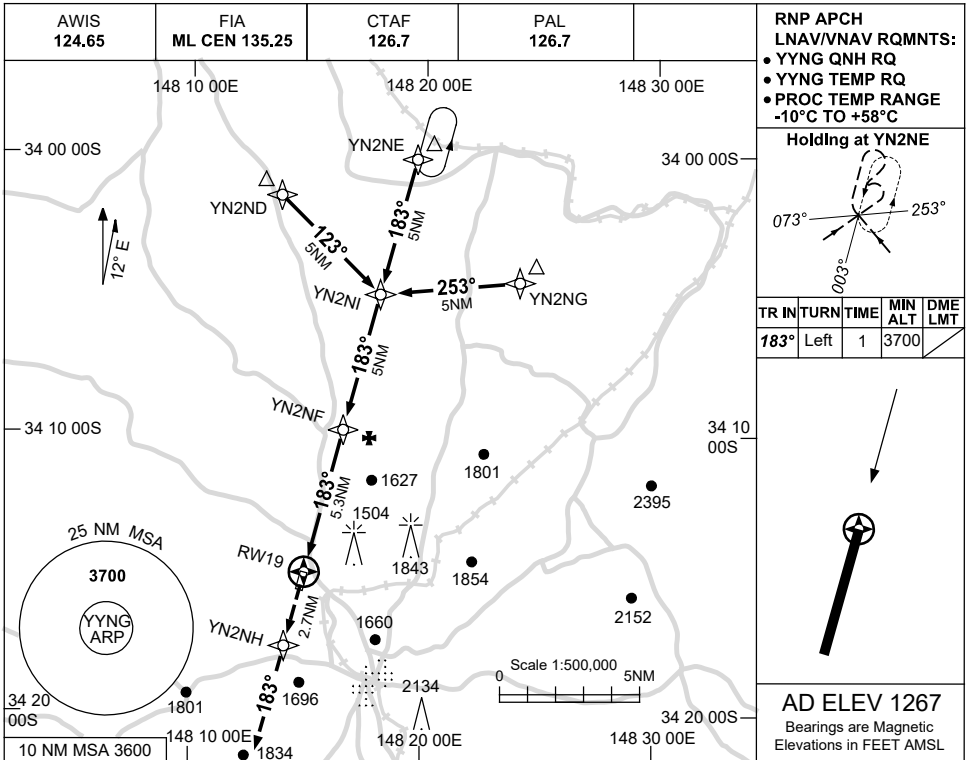 AWIS
124.65
FIA
ML CEN 135.25
CTAF
126.7
PAL
126.7
RNP APCH
LNAV/VNAV RQMNTS:
• YYNG QNH RQ
• YYNG TEMP RQ
• PROC TEMP RANGE
-10°C TO +58°C
148 10 00E
148 20 00E
148 30 00E
34 00 00S
YN2NE
34 00 00S
Holding at YN2NE
073°
253°
003°
YN2ND
183°
5NM
123°
5NM
12° E
253°
5NM
YN2NI
YN2NG
TR IN
TURN
TIME
MIN
ALT
DME
LMT
183°
Left
1
3700
183°
5NM
YN2NF
34 10 00S
34 10
00S
1801
1627
2395
183°
5.3NM
1504
1843
1854
25 NM MSA
3700
YYNG
ARP
RW19
2.7NM
2152
YN2NH
1660
Scale 1:500,000
0
5NM
183°
1696
2134
1801
34 20
00S
34 20 00S
148 10 00E
148 20 00E
148 30 00E
1834
10 NM MSA 3600
AD ELEV 1267
Bearings are Magnetic
Elevations in FEET AMSL